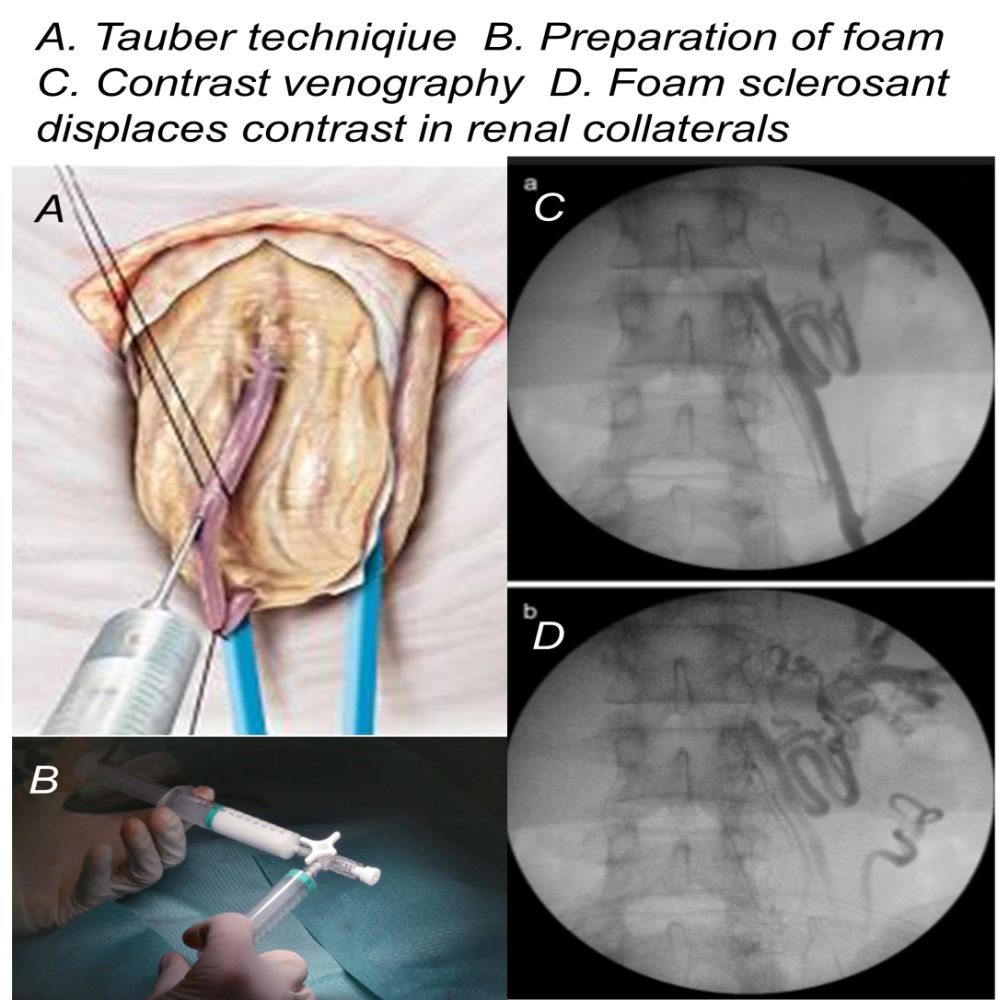 A. Tauber techniqiue B. Preparation of foam
C. Contrast venography D. Foam sclerosant
displaces contrast in renal collaterals
A
a
C
B
b
D